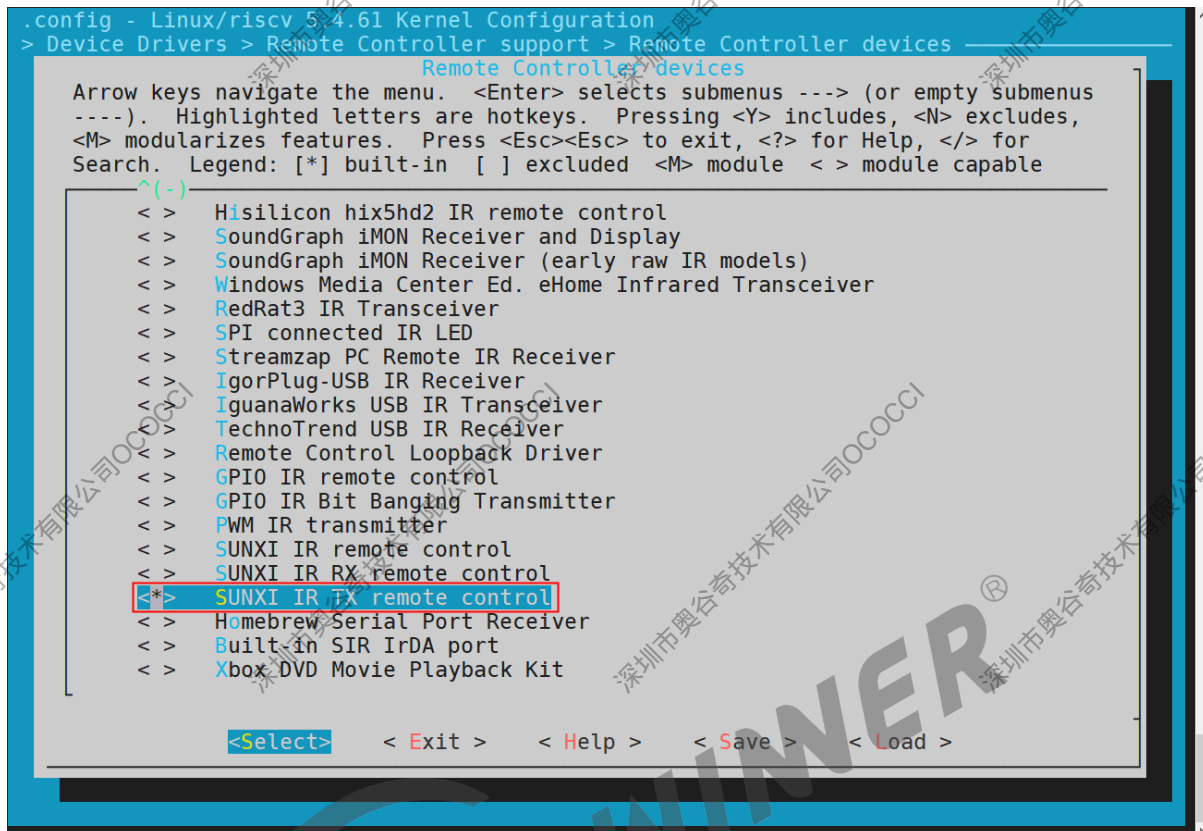 .config - Linux/riscv 5.4.61 Kernel Configuration
> Device Drivers > Remote Controller support > Remote Controller devices
Remote Controller devices
Arrow keys navigate the menu. <Enter> selects submenus ---> (or empty submenus
----). Highlighted letters are hotkeys. Pressing <Y> includes, <N> excludes,
<M> modularizes features. Press <Esc><Esc> to exit, <?> for Help, </> for
Search. Legend: [*] built-in [ ] excluded <M> module < > module capable
^(-)
< > Hisilicon hix5hd2 IR remote control
< > SoundGraph iMON Receiver and Display
< > SoundGraph iMON Receiver (early raw IR models)
< > Windows Media Center Ed. eHome Infrared Transceiver
< > RedRat3 IR Transceiver
< > SPI connected IR LED
< > Streamzap PC Remote IR Receiver
< > IgorPlug-USB IR Receiver
< > IguanaWorks USB IR Transceiver
< > TechnoTrend USB IR Receiver
< > Remote Control Loopback Driver
< > GPIO IR remote control
< > GPIO IR Bit Banging Transmitter
< > PWM IR transmitter
< > SUNXI IR remote control
< > SUNXI IR RX remote control
<*> SUNXI IR TX remote control
< > Homebrew Serial Port Receiver
< > Built-in SIR IrDA port
< > Xbox DVD Movie Playback Kit
<Select> < Exit > < Help > < Save > < Load >
深圳市奥谷奇技术有限公司OCOCCI
深圳市奥谷奇技术有限公司OCOCCI
深圳市奥谷奇技术有限公司OCOCCI
WINNER®